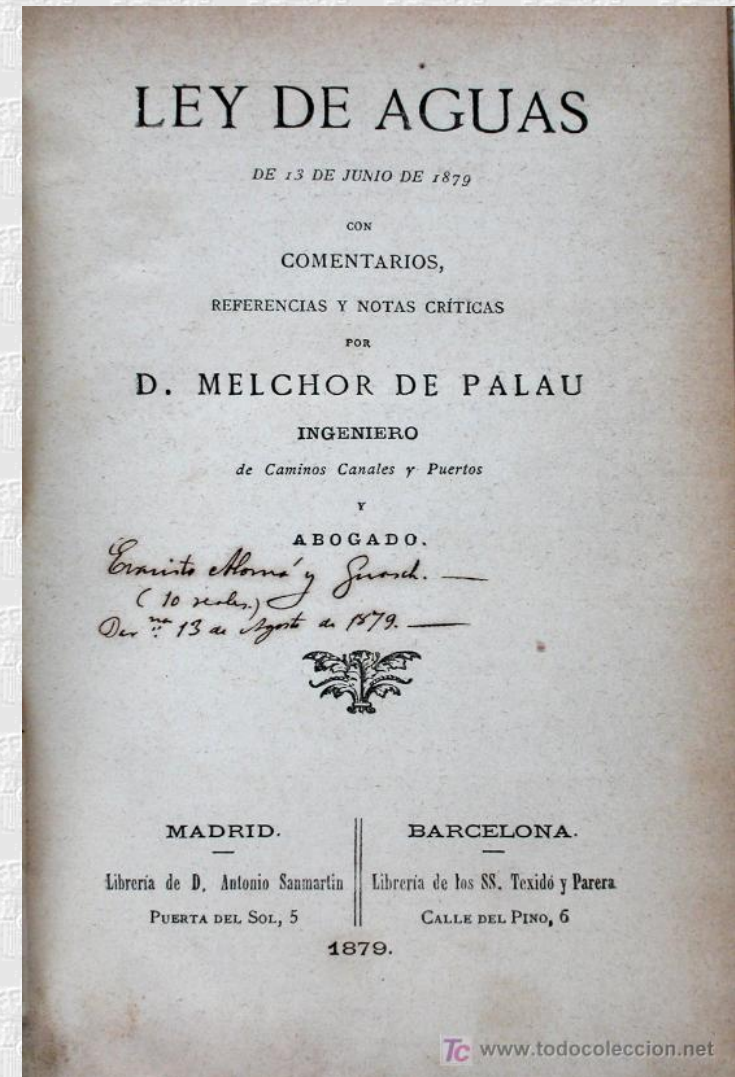 LEY DE AGUAS
DE 13 DE JUNIO DE 1879
CON
COMENTARIOS,
REFERENCIAS Y NOTAS CRÍTICAS
POR
D. MELCHOR DE PALAU
INGENIERO
de Caminos Canales y Puertos
Y
ABOGADO.
y Guasch.
(10 reales.)
13 de Agosto de 1879.
MADRID.
Librería de D. Antonio Sanmartin
PUERTA DEL SOL, 5
BARCELONA.
Librería de los SS. Texidó y Parera
CALLE DEL PINO, 6
1879.
Tc www.todocoleccion.net